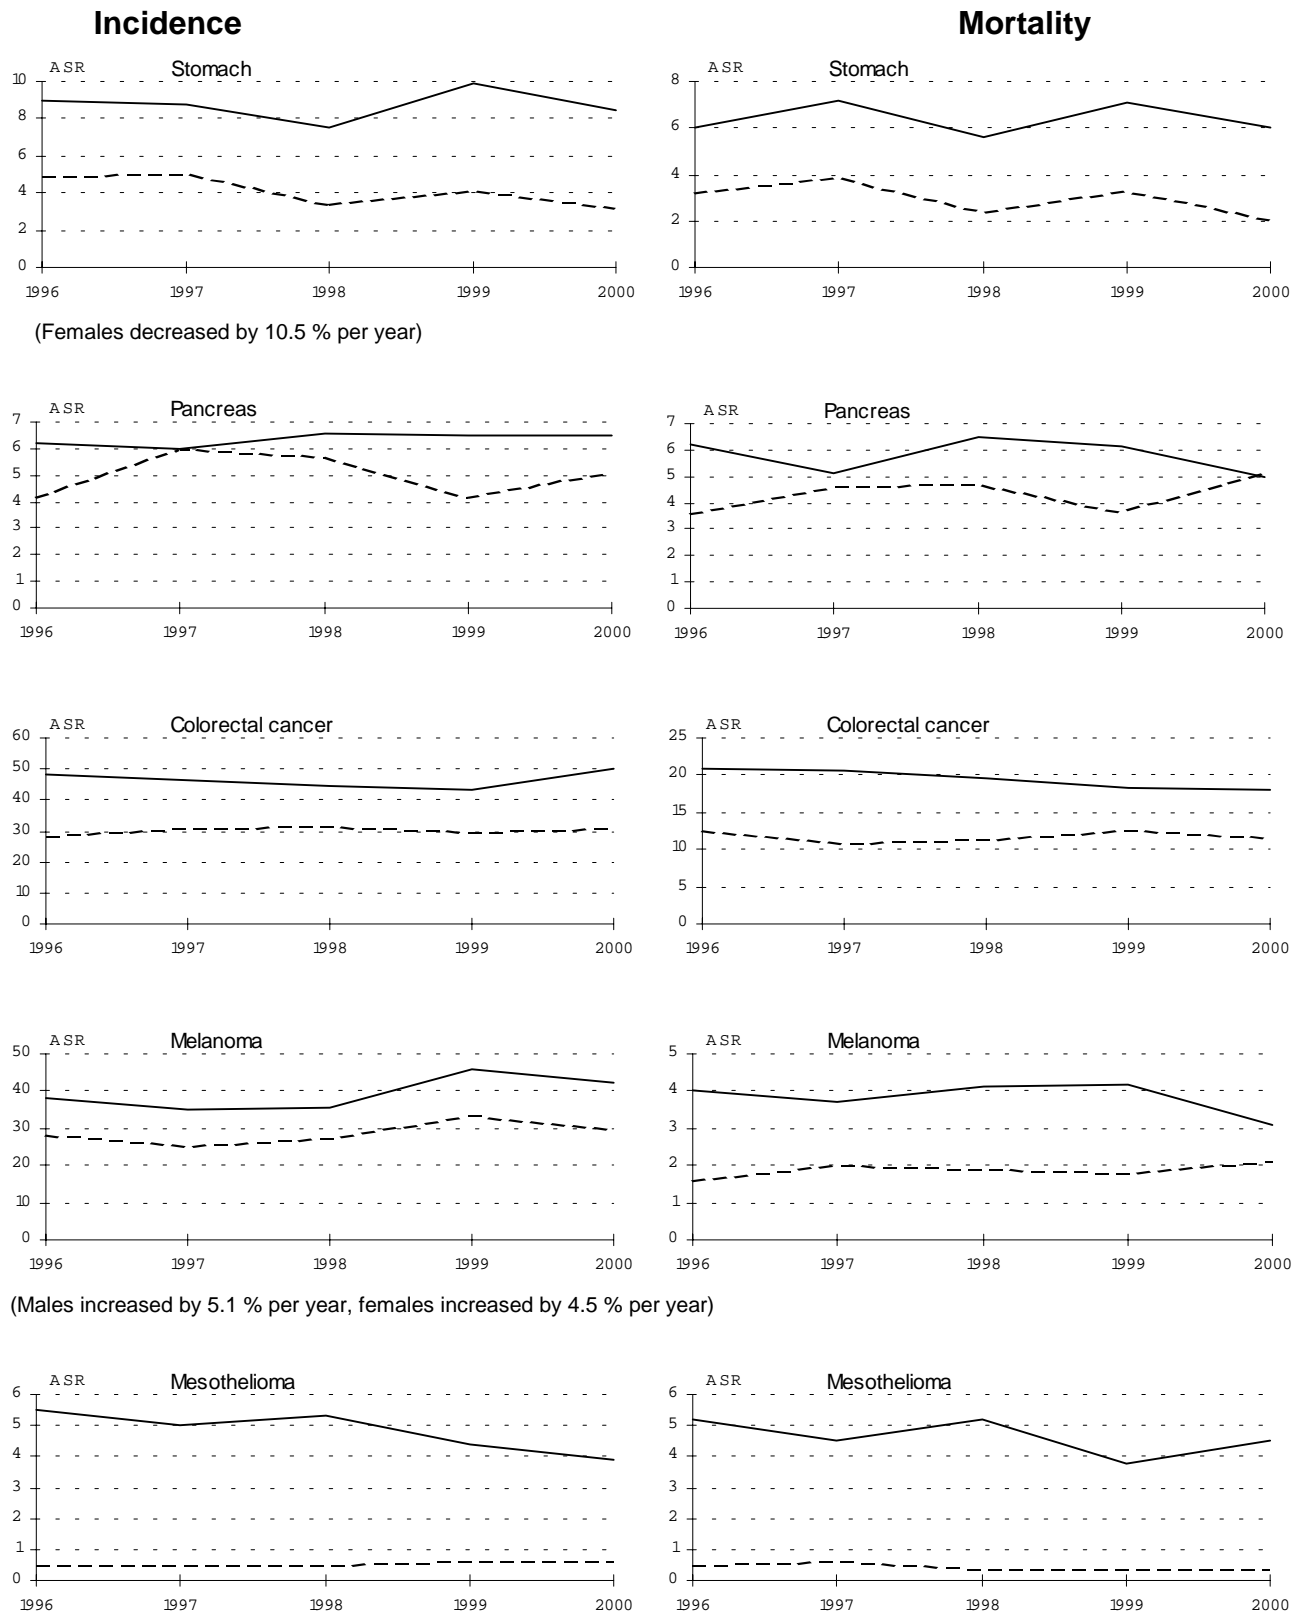 Incidence
Mortality
ASR Stomach
10
8
6
4
2
0
1996 1997 1998 1999 2000
(Females decreased by 10.5 % per year)
ASR Stomach
8
6
4
2
0
1996 1997 1998 1999 2000
ASR Pancreas
7
6
5
4
3
2
1
0
1996 1997 1998 1999 2000
ASR Pancreas
7
6
5
4
3
2
1
0
1996 1997 1998 1999 2000
ASR Colorectal cancer
60
50
40
30
20
10
0
1996 1997 1998 1999 2000
ASR Colorectal cancer
25
20
15
10
5
0
1996 1997 1998 1999 2000
ASR Melanoma
50
40
30
20
10
0
1996 1997 1998 1999 2000
ASR Melanoma
5
4
3
2
1
0
1996 1997 1998 1999 2000
(Males increased by 5.1 % per year, females increased by 4.5 % per year)
ASR Mesothelioma
6
5
4
3
2
1
0
1996 1997 1998 1999 2000
ASR Mesothelioma
6
5
4
3
2
1
0
1996 1997 1998 1999 2000